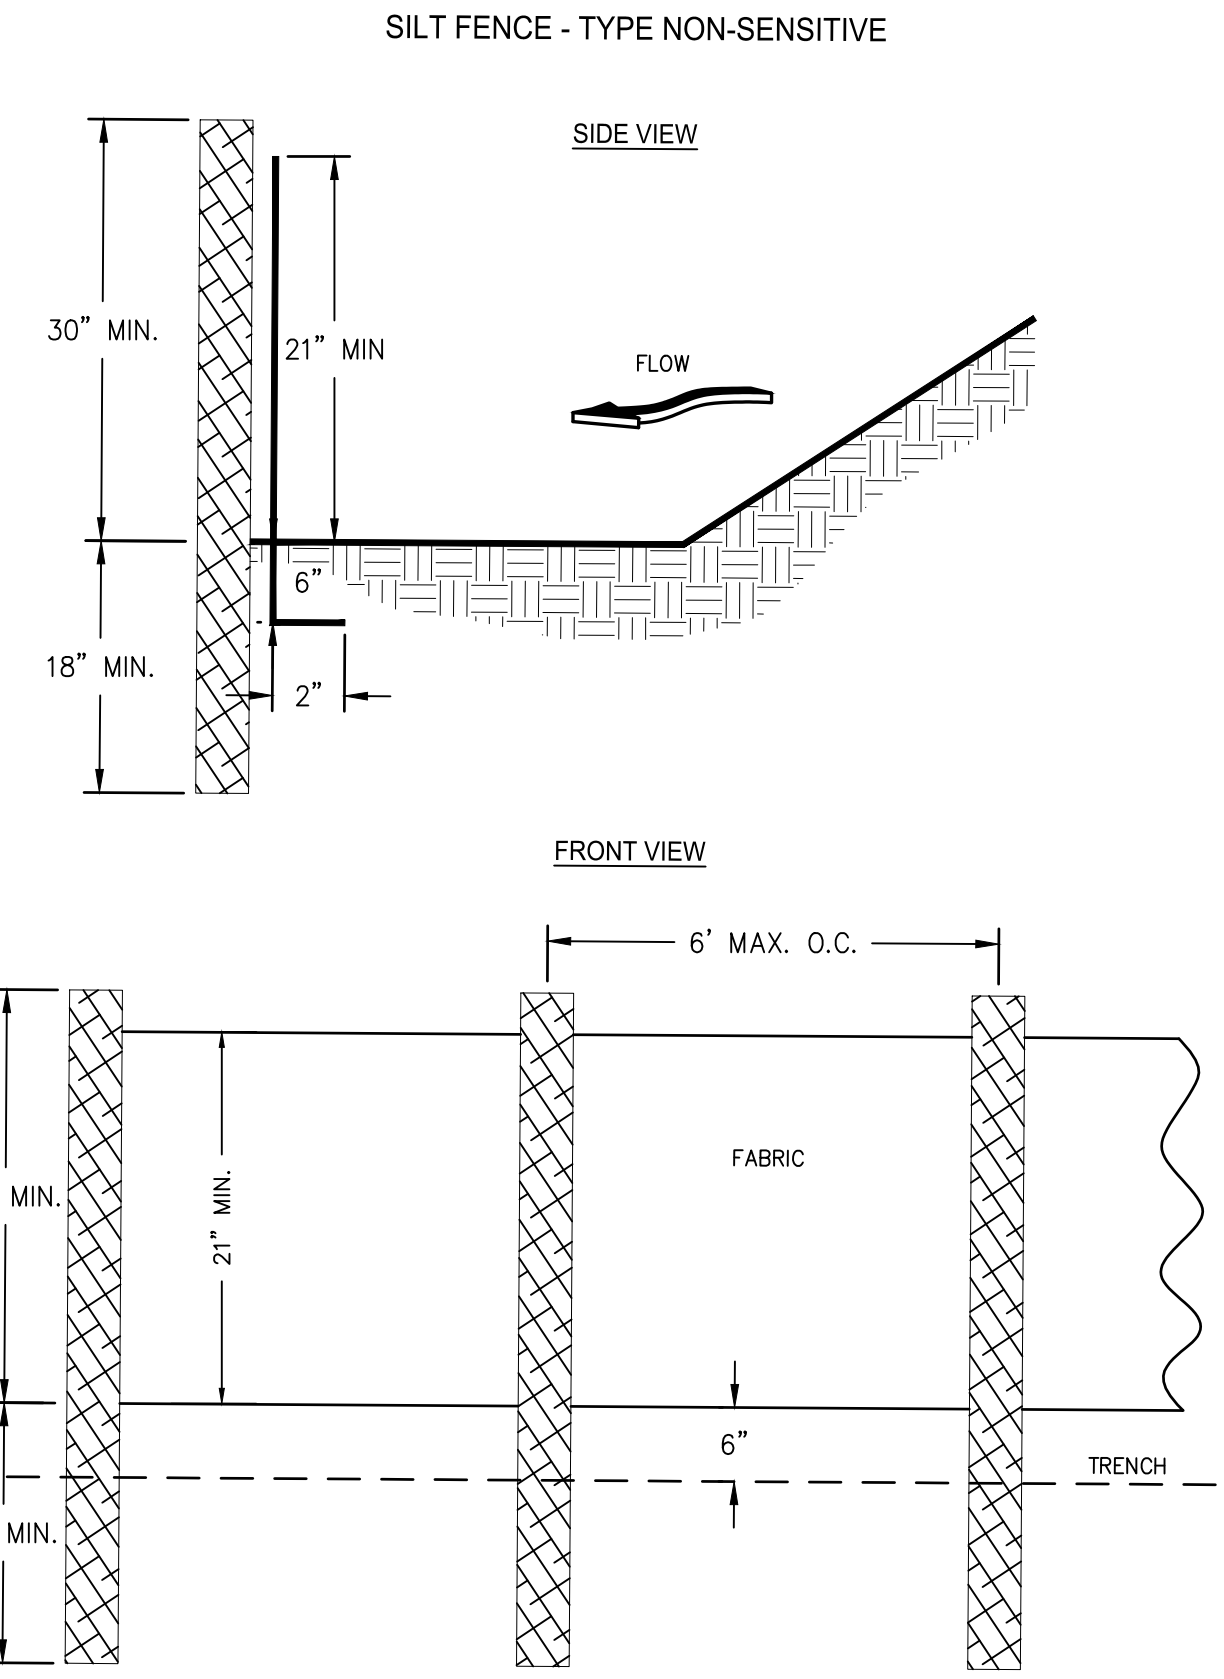 SILT FENCE - TYPE NON-SENSITIVE
SIDE VIEW
30” MIN.
21” MIN
FLOW
6”
18” MIN.
2”
FRONT VIEW
6’ MAX. O.C.
FABRIC
MIN.
21” MIN.
6”
TRENCH
MIN.